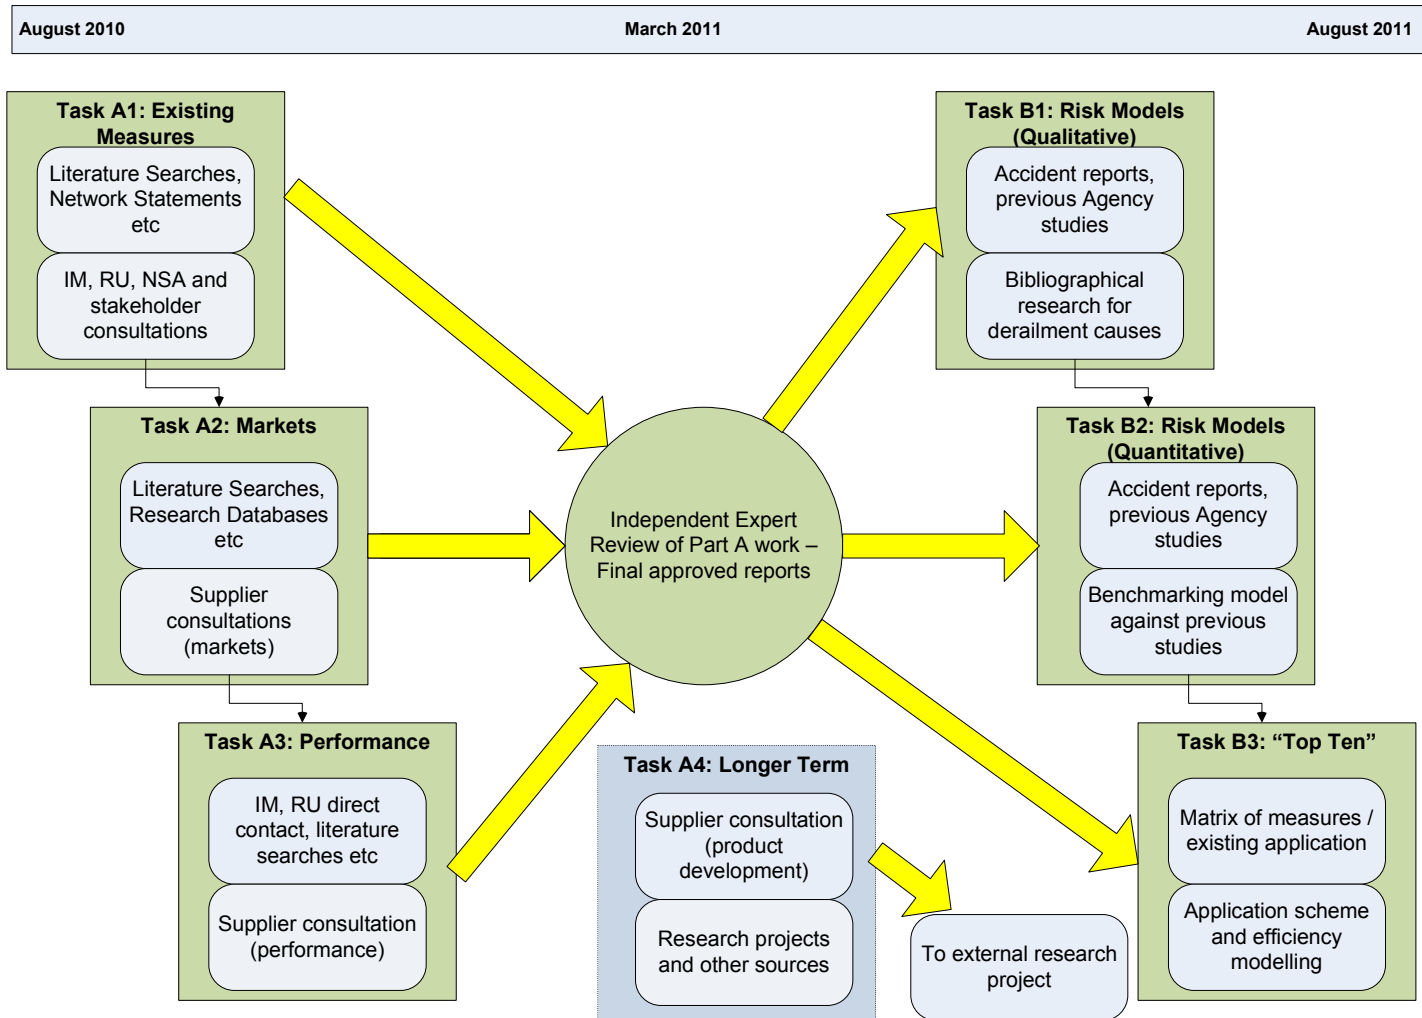 August 2010
March 2011
August 2011
Task A1: Existing
Measures
Literature Searches,
Network Statements
etc
IM, RU, NSA and
stakeholder
consultations
Task A2: Markets
Literature Searches,
Research Databases
etc
Supplier
consultations
(markets)
Task A3: Performance
IM, RU direct
contact, literature
searches etc
Supplier consultation
(performance)
Independent Expert
Review of Part A work –
Final approved reports
Task A4: Longer Term
Supplier consultation
(product
development)
Research projects
and other sources
To external research
project
Task B1: Risk Models
(Qualitative)
Accident reports,
previous Agency
studies
Bibliographical
research for
derailment causes
Task B2: Risk Models
(Quantitative)
Accident reports,
previous Agency
studies
Benchmarking model
against previous
studies
Task B3: “Top Ten”
Matrix of measures /
existing application
Application scheme
and efficiency
modelling